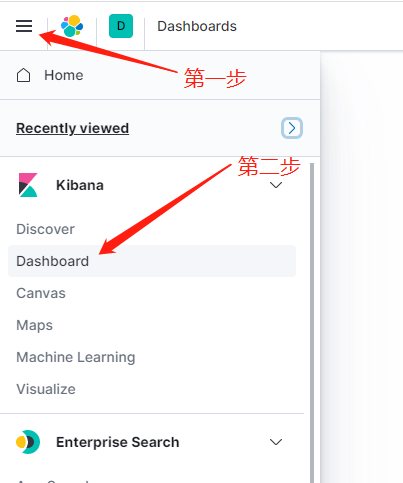 D
Dashboards
第一步
Home
Recently viewed
第二步
Kibana
Discover
Dashboard
Canvas
Maps
Machine Learning
Visualize
Enterprise Search